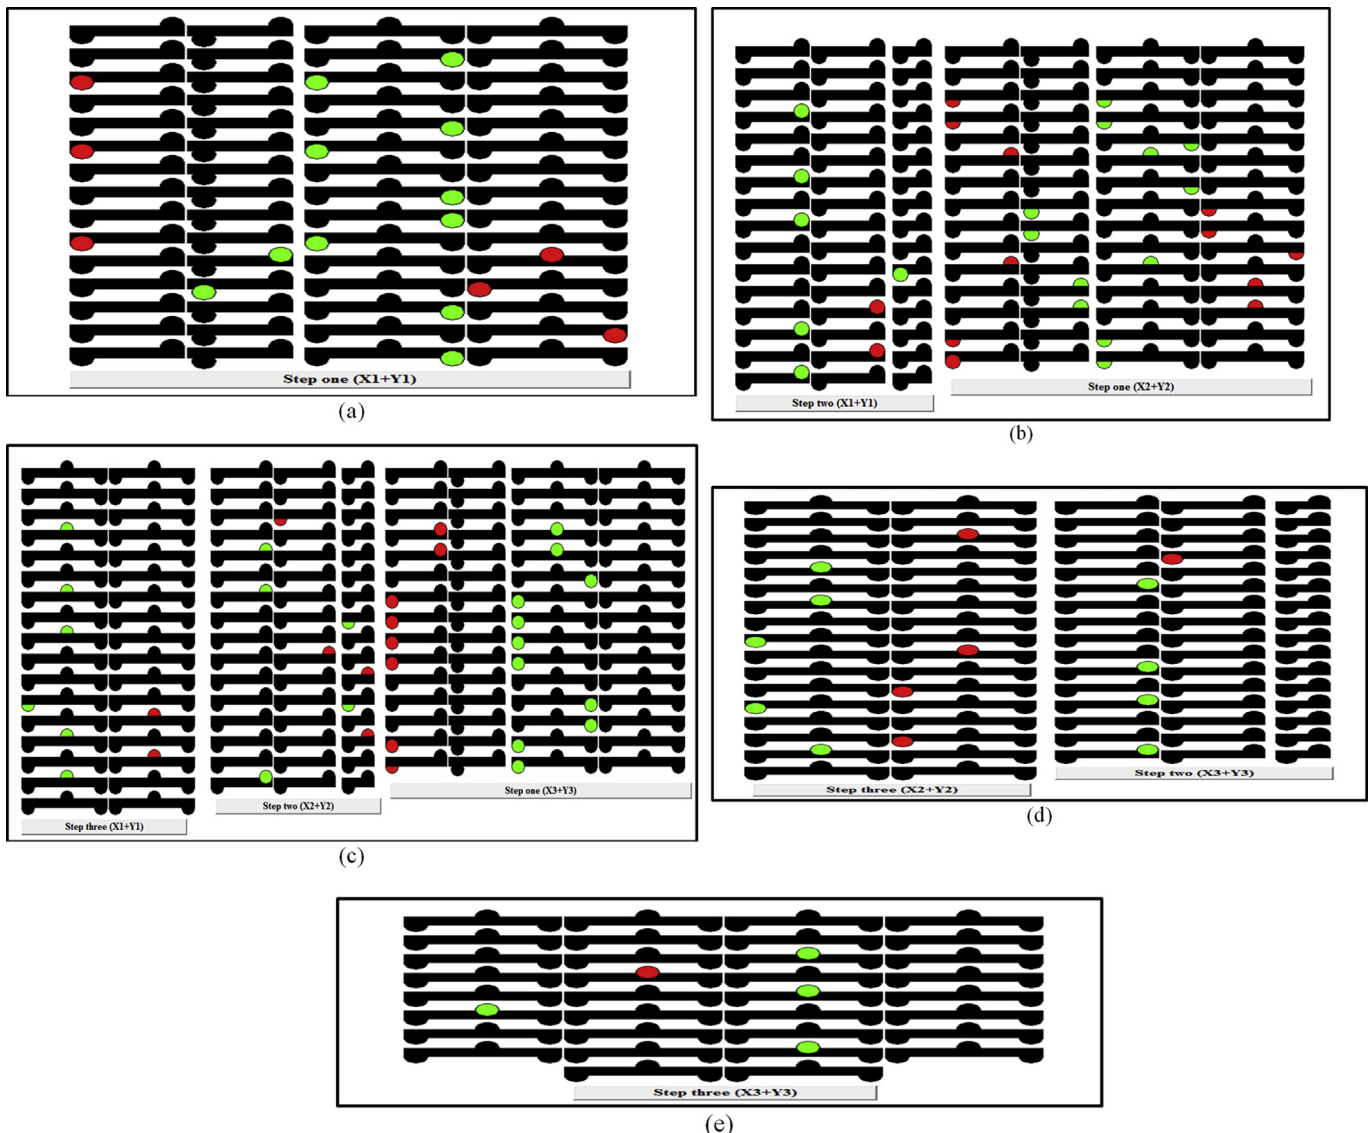 Step one (X1+Y1)
(a)
Step two (X1+Y1)
Step one (X2+Y2)
(b)
Step three (X1+Y1)
Step two (X2+Y2)
Step one (X3+Y3)
(c)
Step three (X2+Y2)
Step two (X3+Y3)
(d)
Step three (X3+Y3)
(e)